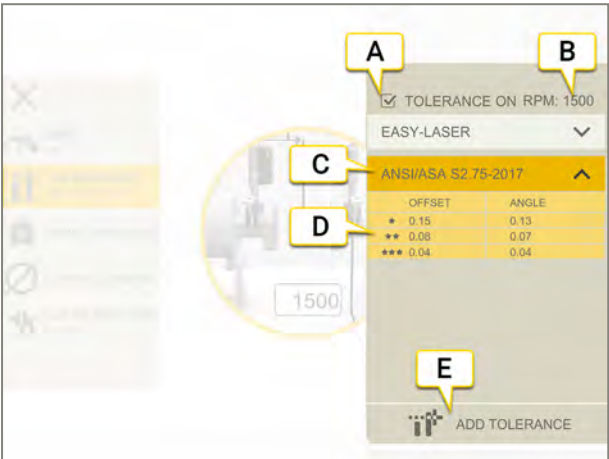 A
B
TOLERANCE ON RPM: 1500
EASY-LASER
C
ANSI/ASA S2.75-2017
OFFSET ANGLE
D
★ 0.15 0.13
★★ 0.08 0.07
★★★ 0.04 0.04
1500
E
ADD TOLERANCE